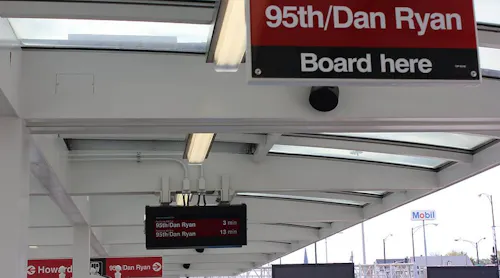 95th/Dan Ryan
Board here
95th/Dan Ryan 3 min
95th/Dan Ryan 13 min
Mobil
Howard
95th/Dan Ryan